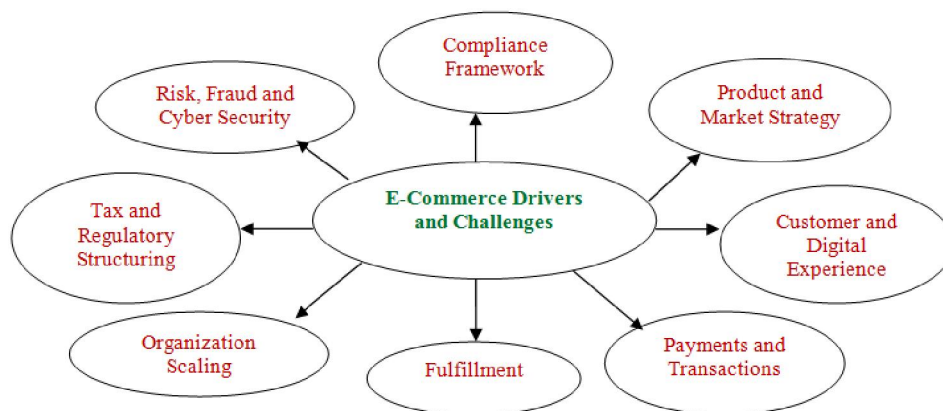 Compliance
Framework
Risk, Fraud and
Cyber Security
Product and
Market Strategy
E-Commerce Drivers
and Challenges
Tax and
Regulatory
Structuring
Customer and
Digital
Experience
Organization
Scaling
Fulfillment
Payments and
Transactions